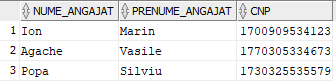 NUME_ANGAJAT PRENUME_ANGAJAT CNP
1 Ion Marin 1700909534123
2 Agache Vasile 1770305334673
3 Popa Silviu 1730325535579